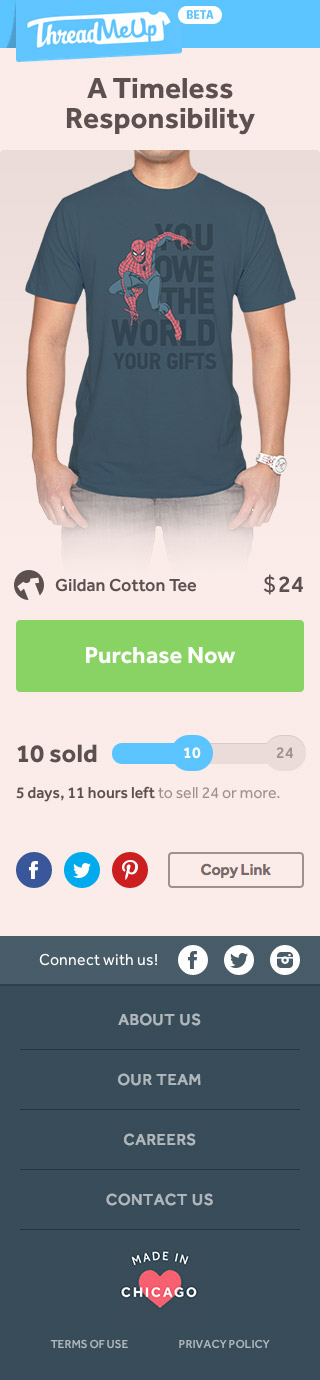 ThreadMeUp
BETA
A Timeless
Responsibility
YOU
OWE
THE
WORLD
YOUR GIFTS
Gildan Cotton Tee
$24
Purchase Now
10 sold
10
24
5 days, 11 hours left to sell 24 or more.
Copy Link
Connect with us!
ABOUT US
OUR TEAM
CAREERS
CONTACT US
MADE IN
CHICAGO
TERMS OF USE
PRIVACY POLICY